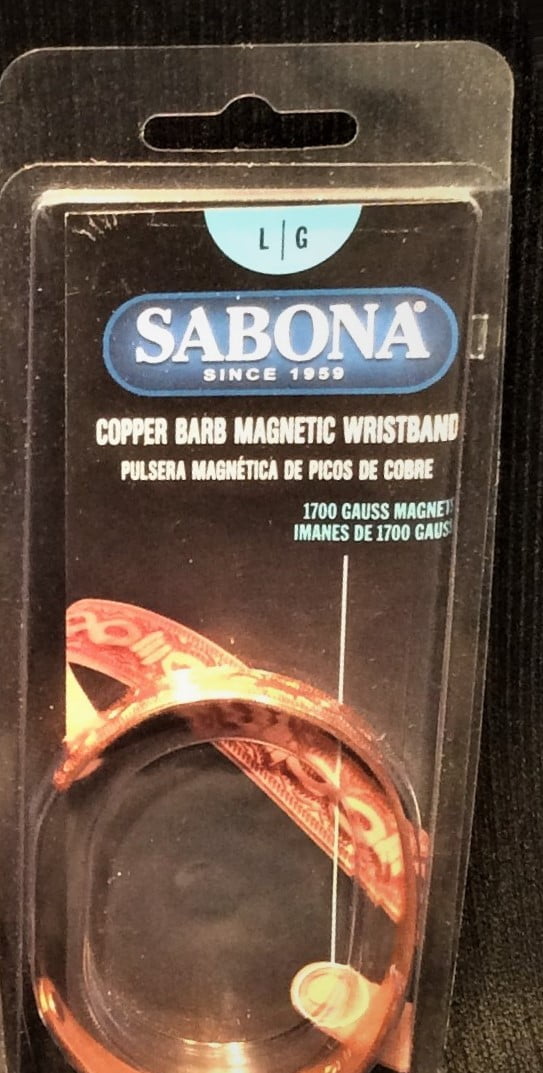 L | G
SABONA®
SINCE 1959
COPPER BARB MAGNETIC WRISTBAND
PULSERA MAGNÉTICA DE PICOS DE COBRE
1700 GAUSS MAGNET
IMANES DE 1700 GAUSS